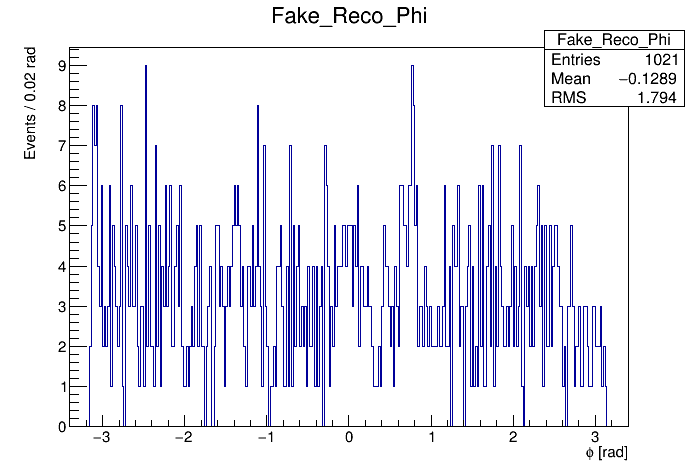 Fake_Reco_Phi
Fake_Reco_Phi
Entries 1021
Mean −0.1289
RMS 1.794
Events / 0.02 rad
9
8
7
6
5
4
3
2
1
0
−3 −2 −1 0 1 2 3
ϕ [rad]